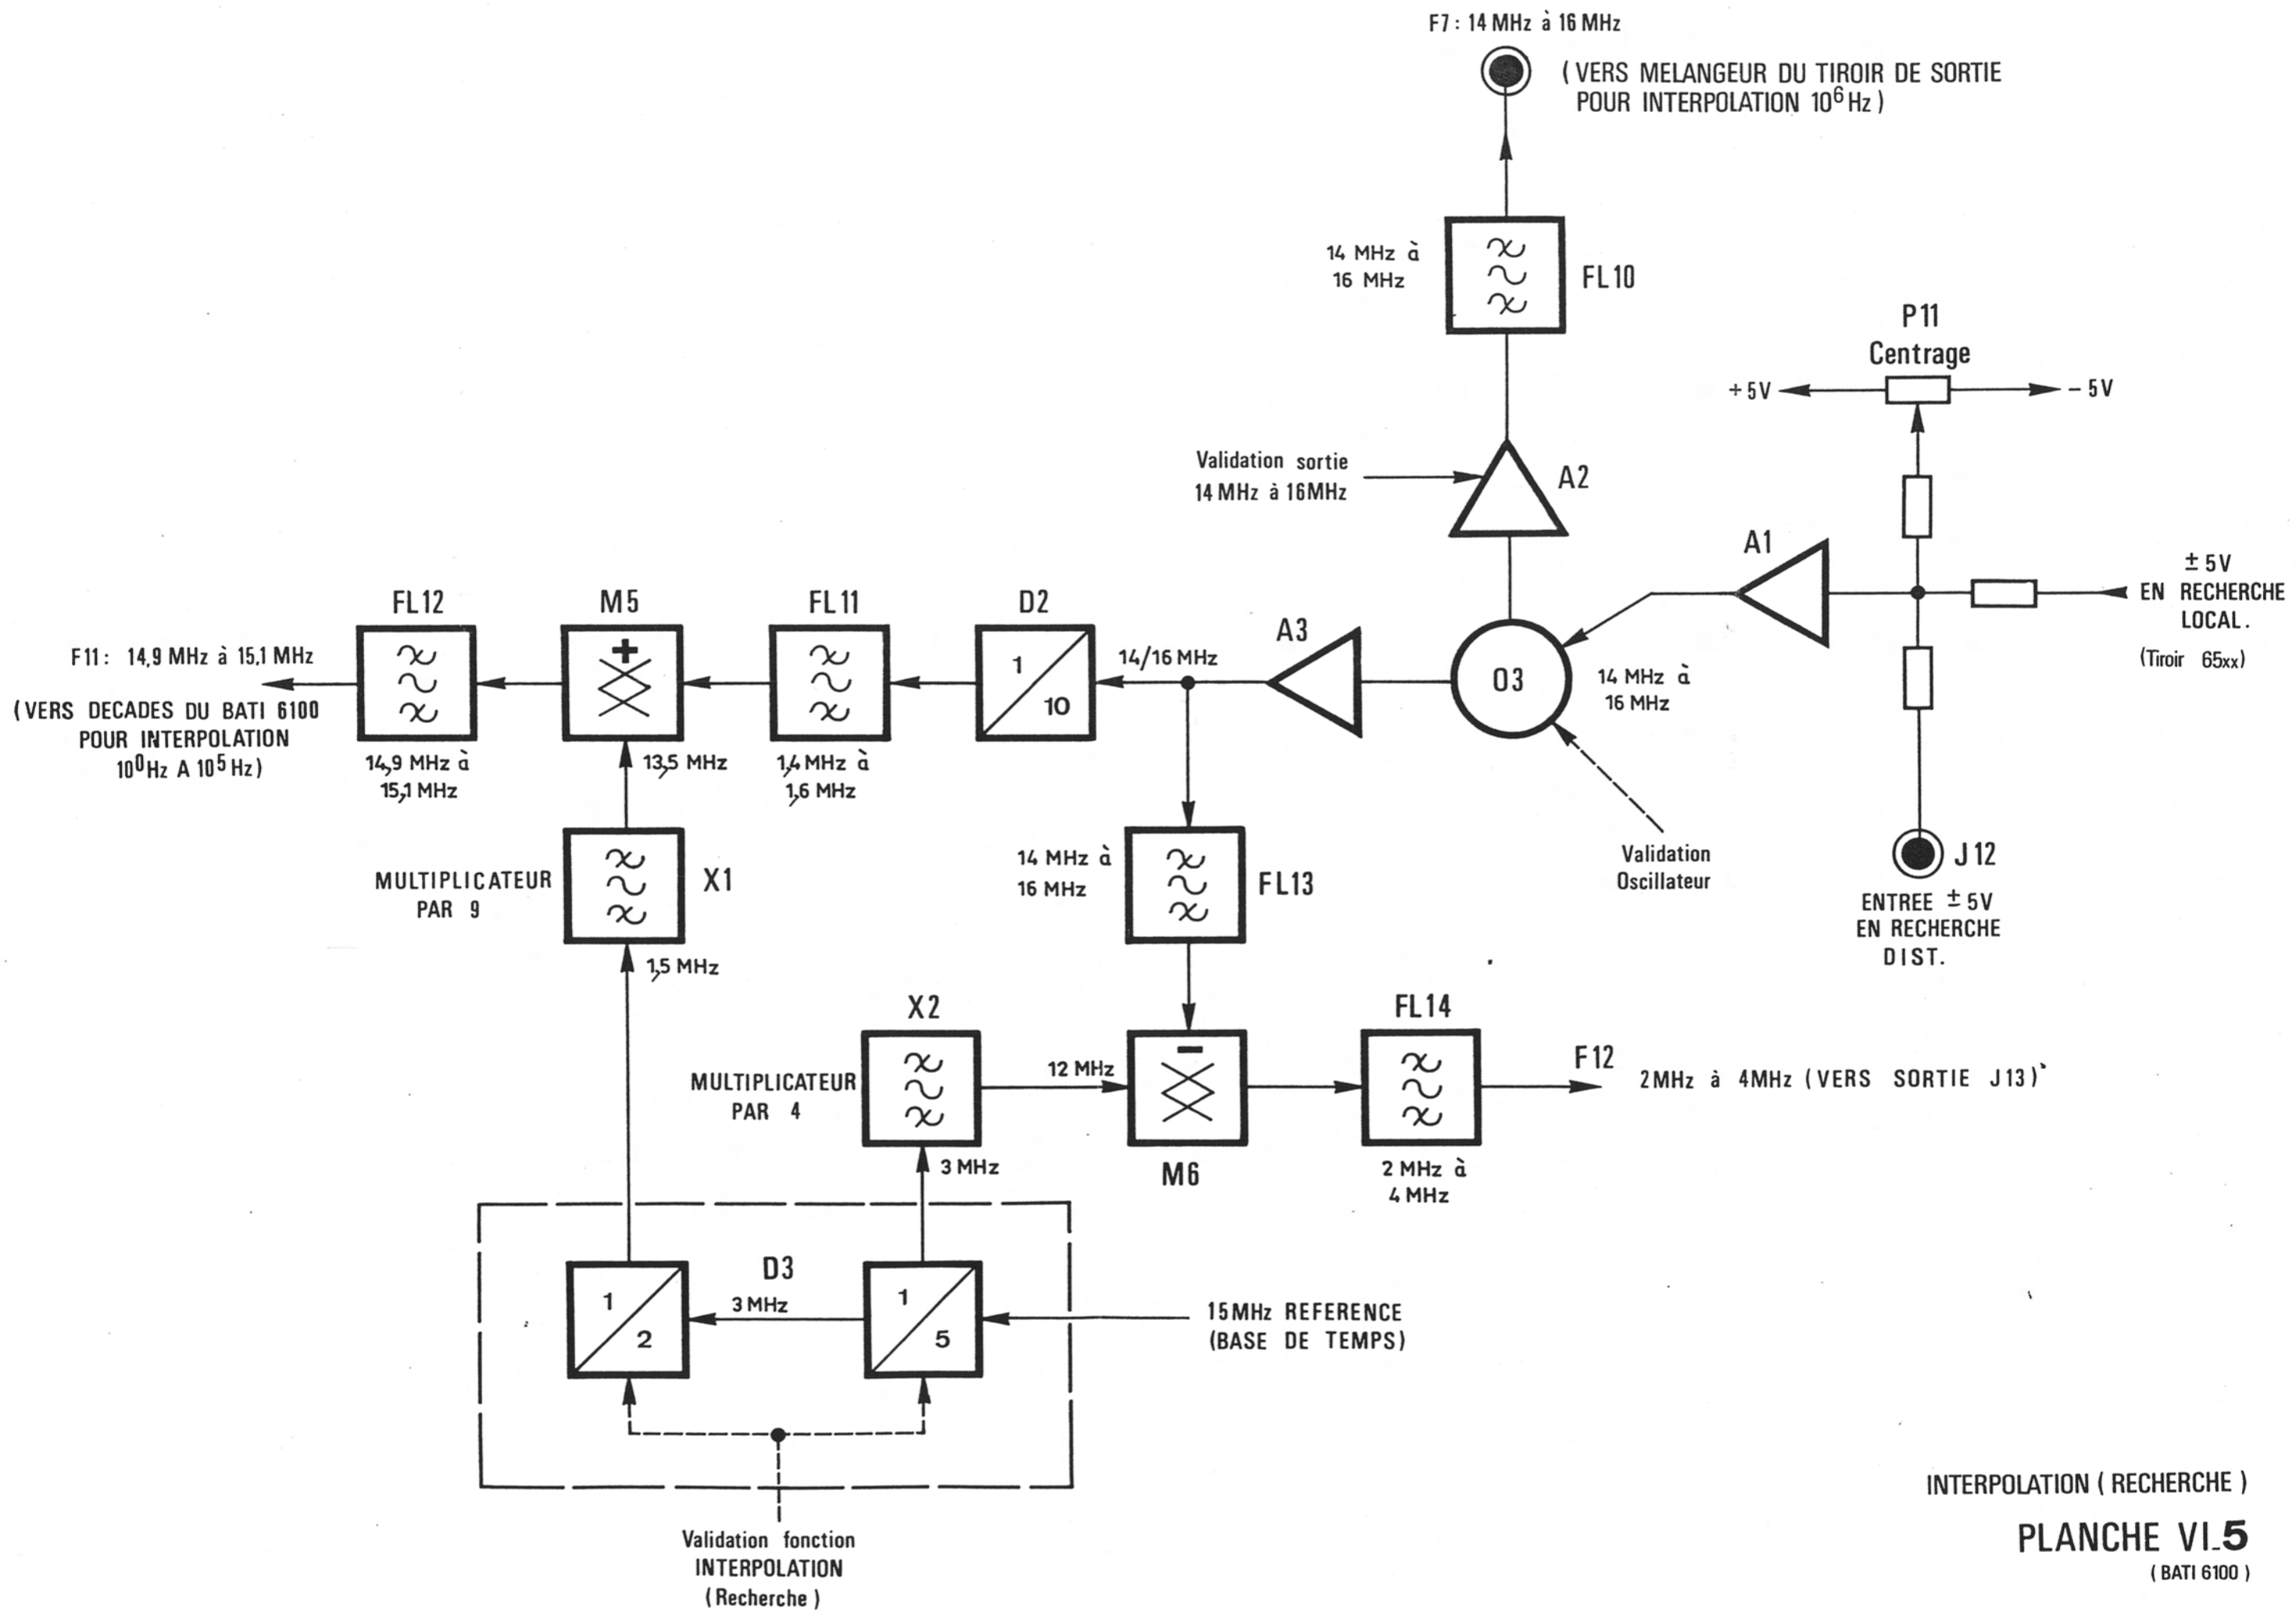 F7 : 14 MHz à 16 MHz
( VERS MELANGEUR DU TIROIR DE SORTIE
POUR INTERPOLATION 10⁶ Hz )
14 MHz à
16 MHz
FL10
P11
Centrage
+ 5V
- 5V
Validation sortie
14 MHz à 16MHz
A2
A1
± 5V
EN RECHERCHE
LOCAL.
(Tiroir 65xx)
FL12
M5
FL11
D2
A3
F11 : 14,9 MHz à 15,1 MHz
(VERS DECADES DU BATI 6100
POUR INTERPOLATION
10⁰Hz A 10⁵ Hz)
+
1
10
14/16 MHz
03
14 MHz à
16 MHz
14,9 MHz à
15,1 MHz
13,5 MHz
1,4 MHz à
1,6 MHz
MULTIPLICATEUR
PAR 9
X1
14 MHz à
16 MHz
FL13
Validation
Oscillateur
J12
ENTREE ± 5V
EN RECHERCHE
DIST.
1,5 MHz
X2
FL14
MULTIPLICATEUR
PAR 4
12 MHz
-
M6
F12
2MHz à 4MHz ( VERS SORTIE J13 )
2 MHz à
4 MHz
3 MHz
D3
1
2
3 MHz
1
5
15MHz REFERENCE
(BASE DE TEMPS)
Validation fonction
INTERPOLATION
(Recherche )
INTERPOLATION ( RECHERCHE )
PLANCHE VI_5
( BATI 6100 )